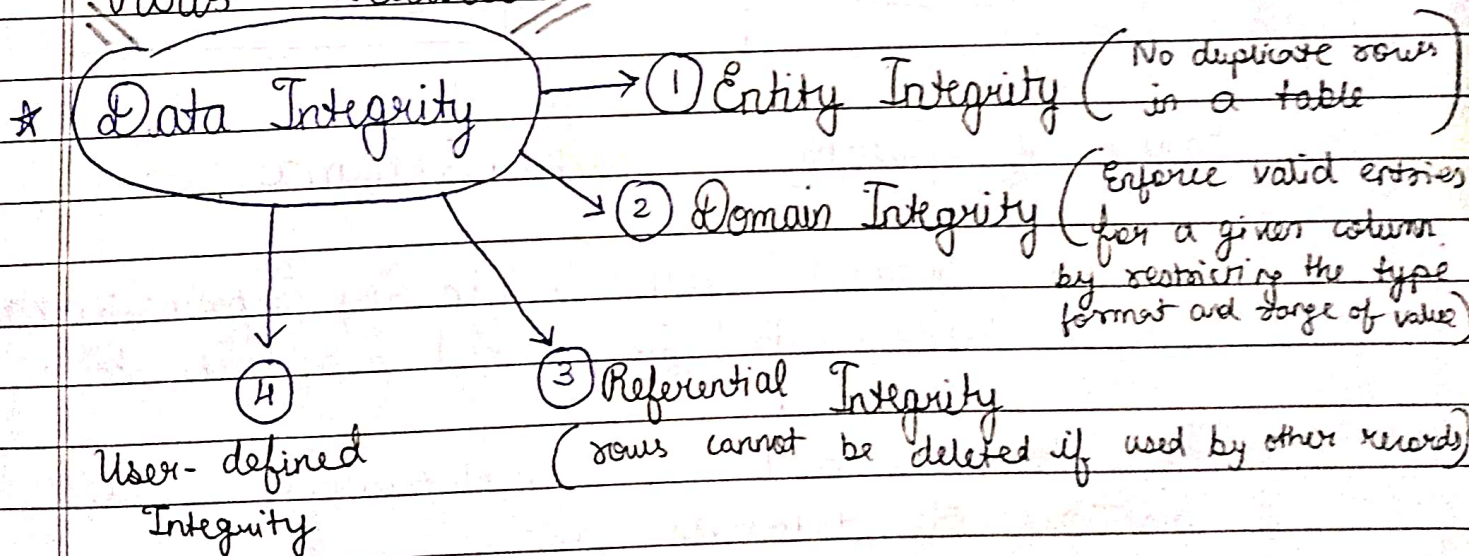 ★ Data Integrity → ① Entity Integrity (No duplicate rows
in a table)
② Domain Integrity (Enforce valid entries
for a given column
by restricting the type
format and range of value)
③ Referential Integrity
(rows cannot be deleted if used by other records)
④
User-defined
Integrity